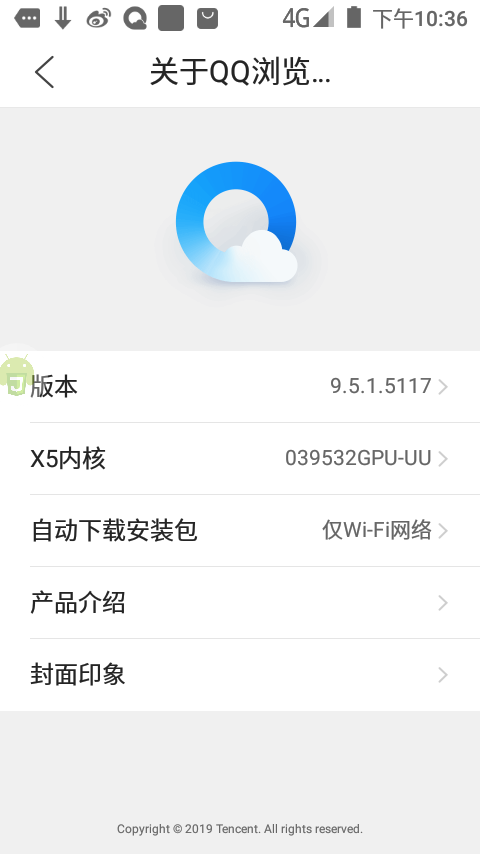 4G 下午10:36
关于QQ浏览...
版本 9.5.1.5117
X5内核 039532GPU-UU
自动下载安装包 仅Wi-Fi网络
产品介绍
封面印象
Copyright © 2019 Tencent. All rights reserved.